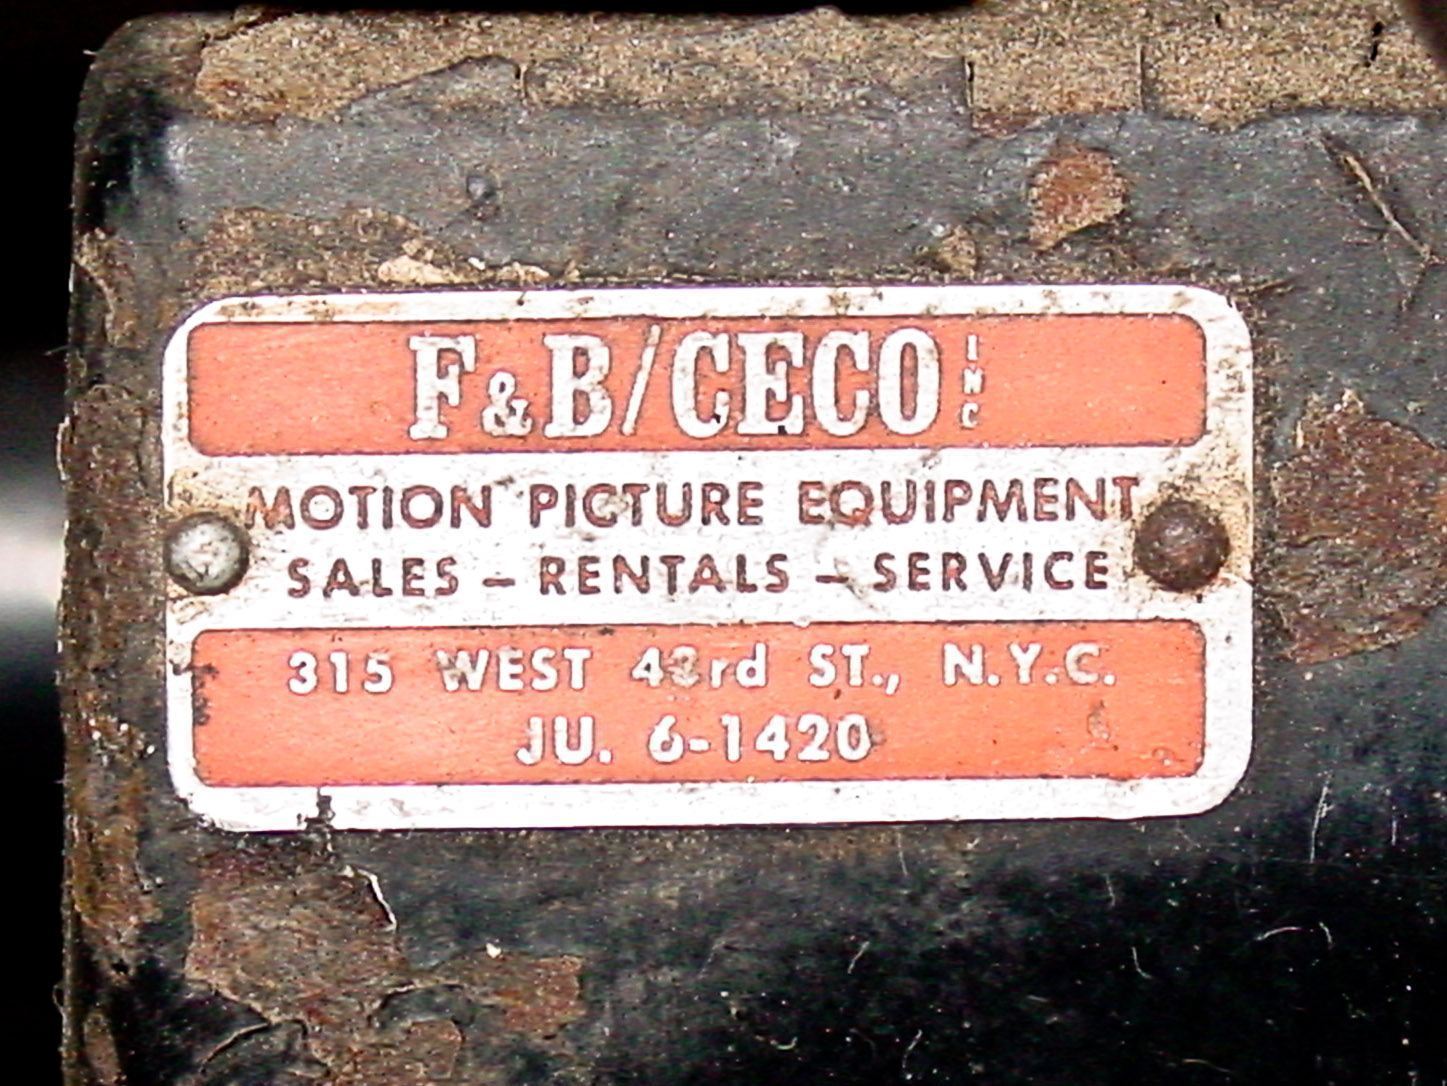 F&B/CECO INC
MOTION PICTURE EQUIPMENT
SALES – RENTALS – SERVICE
315 WEST 43rd ST., N.Y.C.
JU. 6-1420